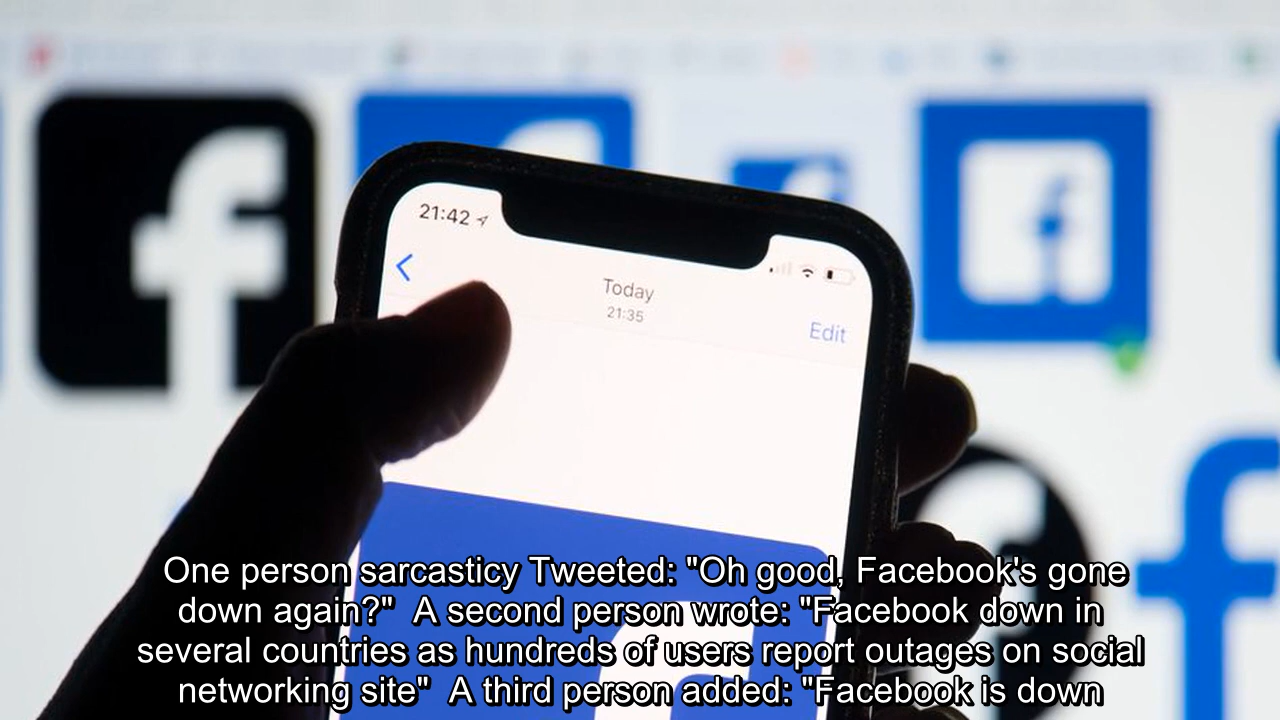 21:42
Today
21:35
Edit
One person sarcasticy Tweeted: "Oh good, Facebook's gone
down again?"  A second person wrote: "Facebook down in
several countries as hundreds of users report outages on social
networking site"  A third person added: "Facebook is down